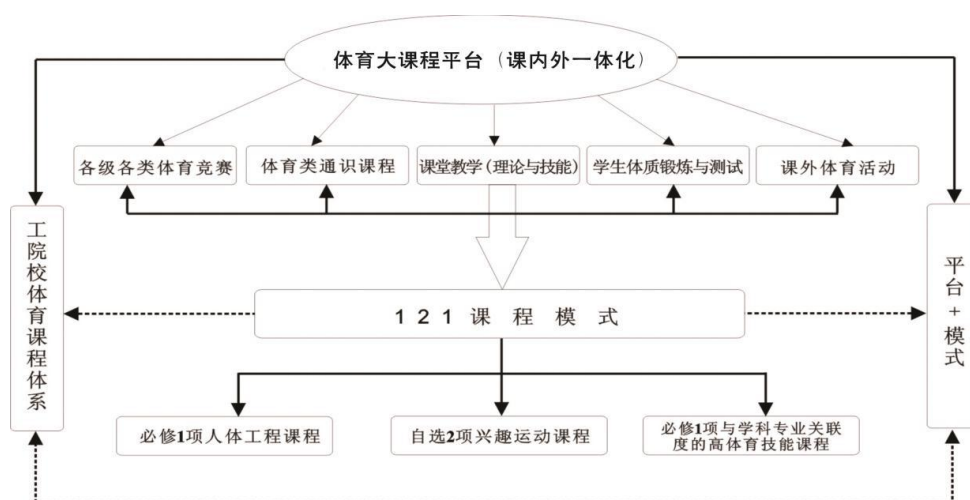 体育大课程平台（课内外一体化）
各级各类体育竞赛
体育类通识课程
课堂教学(理论与技能)
学生体质锻炼与测试
课外体育活动
工院校体育课程体系
平台+模式
121课程模式
必修1项人体工程课程
自选2项兴趣运动课程
必修1项与学科专业关联
度的高体育技能课程